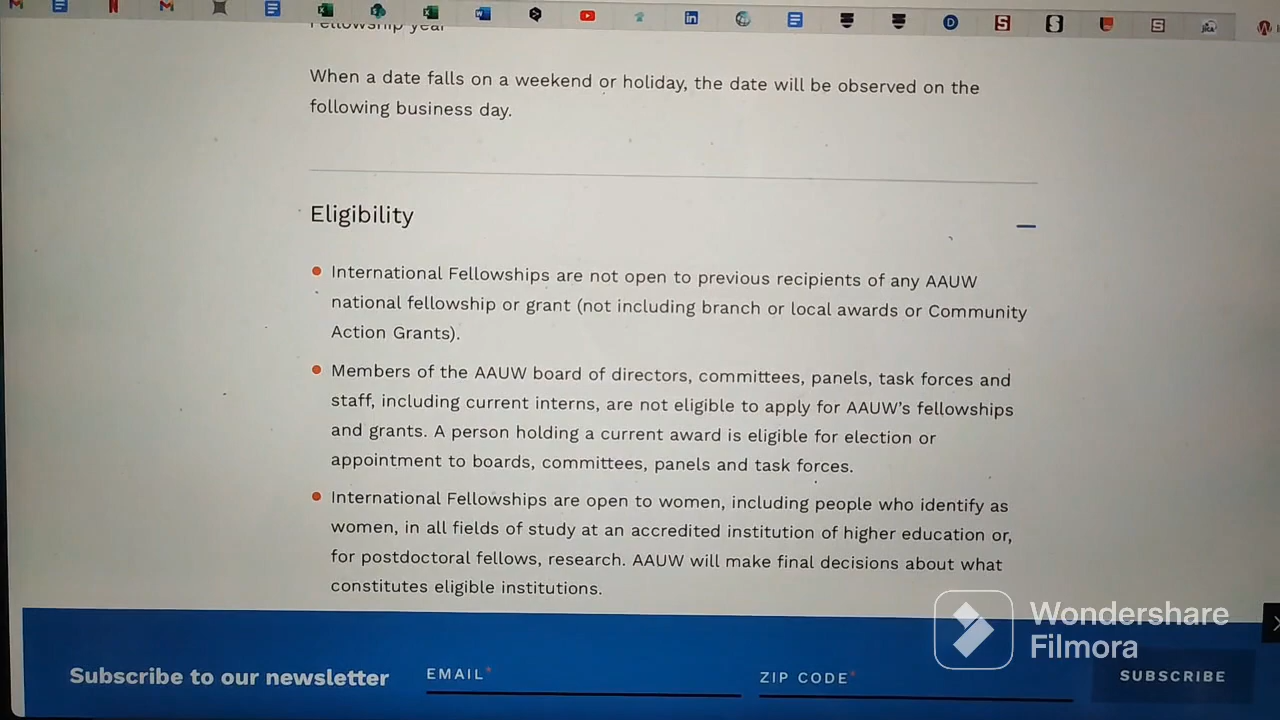 Fellowship year
When a date falls on a weekend or holiday, the date will be observed on the
following business day.
Eligibility
International Fellowships are not open to previous recipients of any AAUW
national fellowship or grant (not including branch or local awards or Community
Action Grants).
Members of the AAUW board of directors, committees, panels, task forces and
staff, including current interns, are not eligible to apply for AAUW's fellowships
and grants. A person holding a current award is eligible for election or
appointment to boards, committees, panels and task forces.
International Fellowships are open to women, including people who identify as
women, in all fields of study at an accredited institution of higher education or,
for postdoctoral fellows, research. AAUW will make final decisions about what
constitutes eligible institutions.
Wondershare
Filmora
Subscribe to our newsletter
EMAIL*
ZIP CODE*
SUBSCRIBE